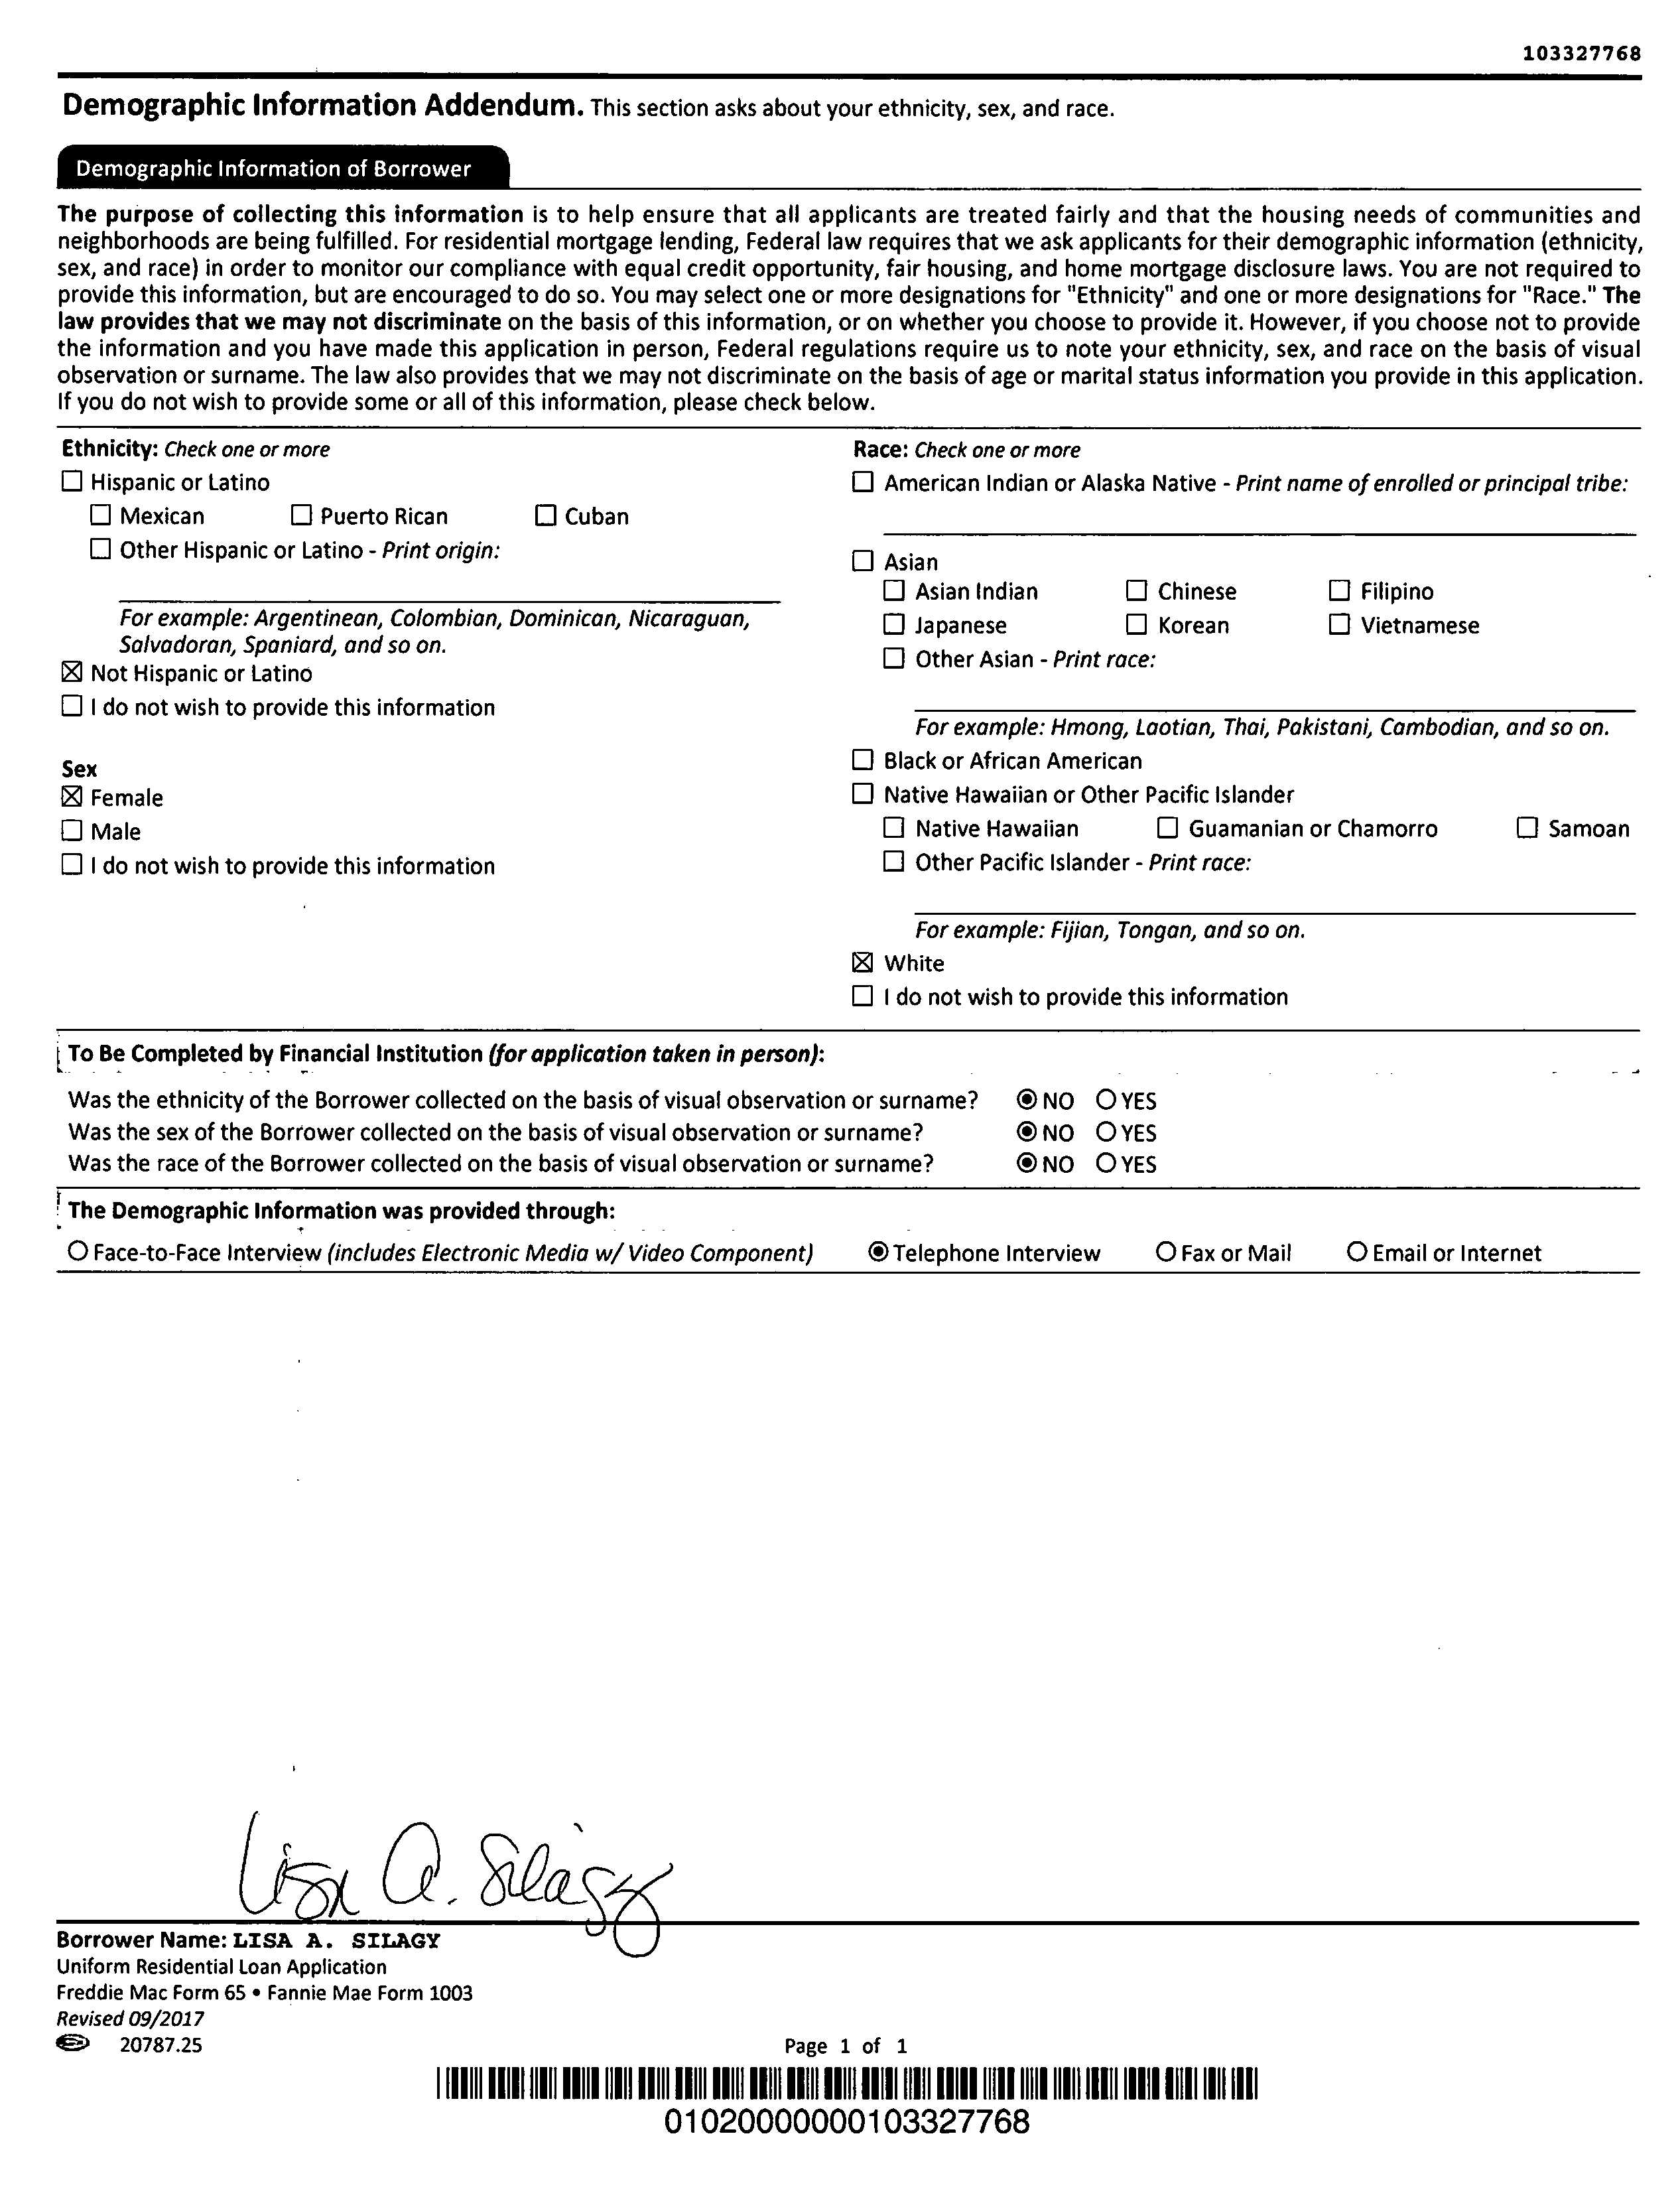 103327768
Demographic Information Addendum. This section asks about your ethnicity, sex, and race.
Demographic Information of Borrower
The purpose of collecting this information is to help ensure that all applicants are treated fairly and that the housing needs of communities and
neighborhoods are being fulfilled. For residential mortgage lending, Federal law requires that we ask applicants for their demographic information (ethnicity,
sex, and race) in order to monitor our compliance with equal credit opportunity, fair housing, and home mortgage disclosure laws. You are not required to
provide this information, but are encouraged to do so. You may select one or more designations for "Ethnicity" and one or more designations for "Race." The
law provides that we may not discriminate on the basis of this information, or on whether you choose to provide it. However, if you choose not to provide
the information and you have made this application in person, Federal regulations require us to note your ethnicity, sex, and race on the basis of visual
observation or surname. The law also provides that we may not discriminate on the basis of age or marital status information you provide in this application.
If you do not wish to provide some or all of this information, please check below.
Ethnicity: Check one or more
☐ Hispanic or Latino
☐ Mexican ☐ Puerto Rican ☐ Cuban
☐ Other Hispanic or Latino - Print origin:
For example: Argentinean, Colombian, Dominican, Nicaraguan,
Salvadoran, Spaniard, and so on.
☒ Not Hispanic or Latino
☐ I do not wish to provide this information
Sex
☒ Female
☐ Male
☐ I do not wish to provide this information
Race: Check one or more
☐ American Indian or Alaska Native - Print name of enrolled or principal tribe:
☐ Asian
☐ Asian Indian ☐ Chinese ☐ Filipino
☐ Japanese ☐ Korean ☐ Vietnamese
☐ Other Asian - Print race:
For example: Hmong, Laotian, Thai, Pakistani, Cambodian, and so on.
☐ Black or African American
☐ Native Hawaiian or Other Pacific Islander
☐ Native Hawaiian ☐ Guamanian or Chamorro ☐ Samoan
☐ Other Pacific Islander - Print race:
For example: Fijian, Tongan, and so on.
☒ White
☐ I do not wish to provide this information
To Be Completed by Financial Institution (for application taken in person):
Was the ethnicity of the Borrower collected on the basis of visual observation or surname? ◉ NO ○ YES
Was the sex of the Borrower collected on the basis of visual observation or surname? ◉ NO ○ YES
Was the race of the Borrower collected on the basis of visual observation or surname? ◉ NO ○ YES
The Demographic Information was provided through:
○ Face-to-Face Interview (includes Electronic Media w/ Video Component) ◉ Telephone Interview ○ Fax or Mail ○ Email or Internet
Lisa A. Silagy
Borrower Name: LISA A. SILAGY
Uniform Residential Loan Application
Freddie Mac Form 65 • Fannie Mae Form 1003
Revised 09/2017
20787.25
Page 1 of 1
01020000000103327768